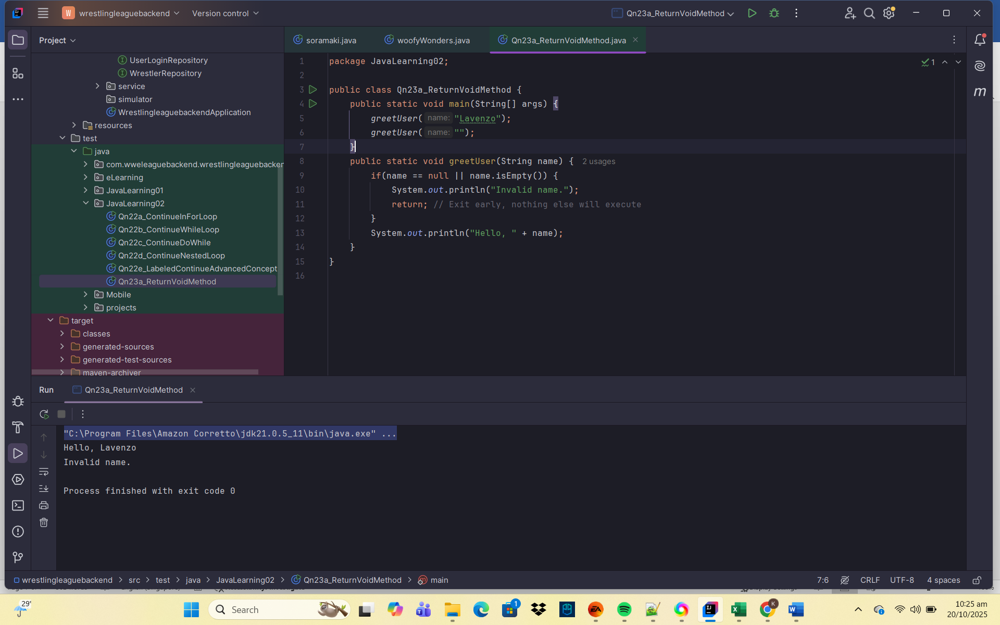 wrestlingleaguebackend
Version control
Qn23a_ReturnVoidMethod
Project
soramaki.java
woofyWonders.java
Qn23a_ReturnVoidMethod.java
UserLoginRepository
WrestlerRepository
service
simulator
WrestlingleaguebackendApplication
resources
test
java
com.wweleaguebackend.wrestlingleaguebacker
eLearning
JavaLearning01
JavaLearning02
Qn22a_ContinueInForLoop
Qn22b_ContinueWhileLoop
Qn22c_ContinueDoWhile
Qn22d_ContinueNestedLoop
Qn22e_LabeledContinueAdvancedConcept
Qn23a_ReturnVoidMethod
Mobile
projects
target
classes
generated-sources
generated-test-sources
maven-archiver
1 package JavaLearning02;
2
3 public class Qn23a_ReturnVoidMethod {
4 public static void main(String[] args) {
5 greetUser( name: "Lavenzo");
6 greetUser( name: "");
7 }
8 public static void greetUser(String name) { 2 usages
9 if(name == null || name.isEmpty()) {
10 System.out.println("Invalid name.");
11 return; // Exit early, nothing else will execute
12 }
13 System.out.println("Hello, " + name);
14 }
15 }
16
1
Run
Qn23a_ReturnVoidMethod
"C:\Program Files\Amazon Corretto\jdk21.0.5_11\bin\java.exe" ...
Hello, Lavenzo
Invalid name.
Process finished with exit code 0
wrestlingleaguebackend > src > test > java > JavaLearning02 > Qn23a_ReturnVoidMethod > main
7:6 CRLF UTF-8 4 spaces
29°
Search
1
K
10:25 am
20/10/2025